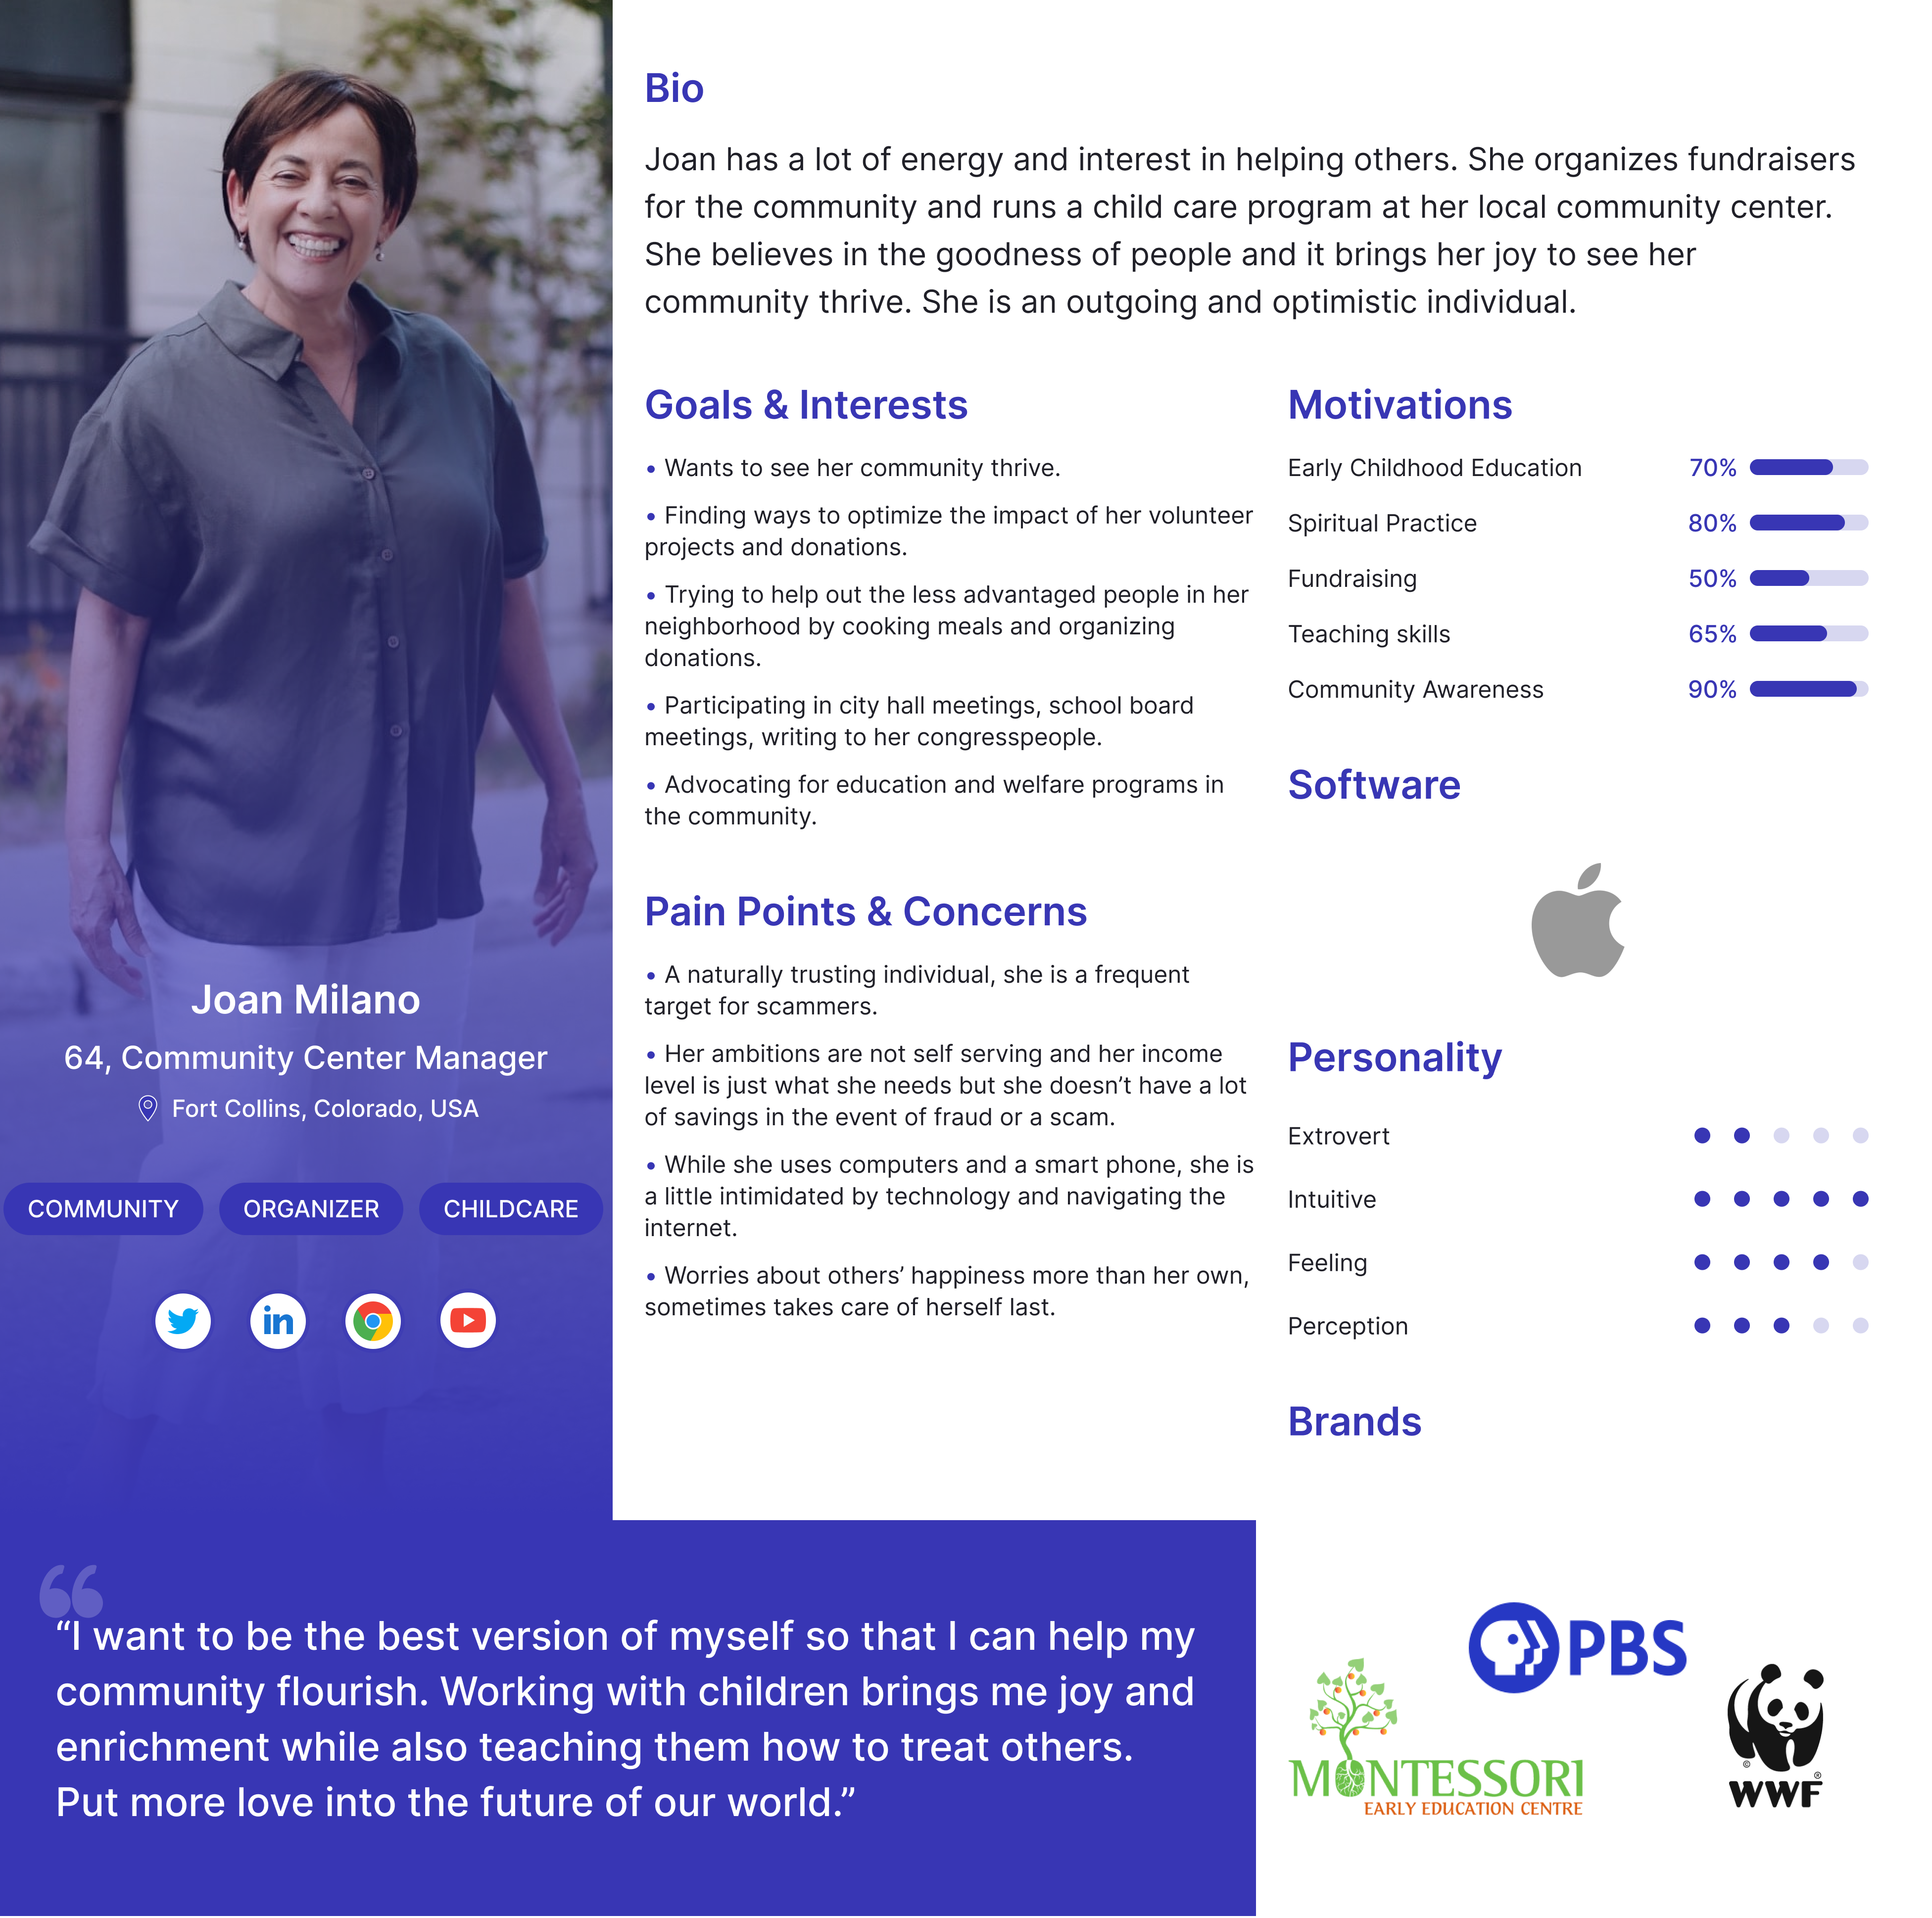 Bio
Joan has a lot of energy and interest in helping others. She organizes fundraisers
for the community and runs a child care program at her local community center.
She believes in the goodness of people and it brings her joy to see her
community thrive. She is an outgoing and optimistic individual.
Goals & Interests
• Wants to see her community thrive.
• Finding ways to optimize the impact of her volunteer
projects and donations.
• Trying to help out the less advantaged people in her
neighborhood by cooking meals and organizing
donations.
• Participating in city hall meetings, school board
meetings, writing to her congresspeople.
• Advocating for education and welfare programs in
the community.
Pain Points & Concerns
• A naturally trusting individual, she is a frequent
target for scammers.
• Her ambitions are not self serving and her income
level is just what she needs but she doesn’t have a lot
of savings in the event of fraud or a scam.
• While she uses computers and a smart phone, she is
a little intimidated by technology and navigating the
internet.
• Worries about others’ happiness more than her own,
sometimes takes care of herself last.
Motivations
Early Childhood Education 70%
Spiritual Practice 80%
Fundraising 50%
Teaching skills 65%
Community Awareness 90%
Software
Personality
Extrovert
Intuitive
Feeling
Perception
Brands
PBS
MONTESSORI
EARLY EDUCATION CENTRE
©
®
WWF
Joan Milano
64, Community Center Manager
Fort Collins, Colorado, USA
COMMUNITY ORGANIZER CHILDCARE
in
“
“I want to be the best version of myself so that I can help my
community flourish. Working with children brings me joy and
enrichment while also teaching them how to treat others.
Put more love into the future of our world.”